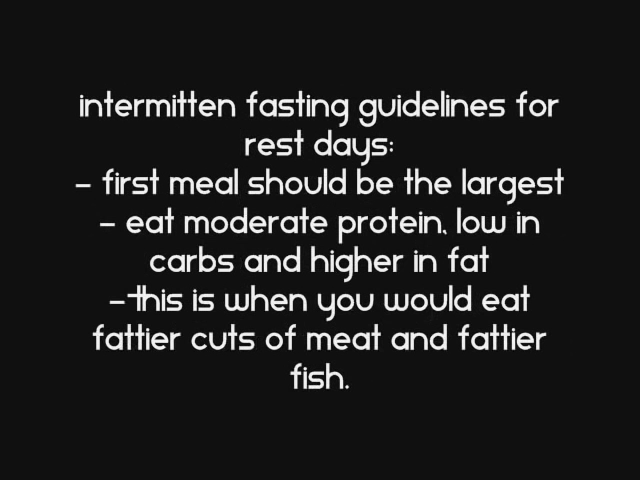 intermitten fasting guidelines for
rest days:
- first meal should be the largest
- eat moderate protein, low in
carbs and higher in fat
-this is when you would eat
fattier cuts of meat and fattier
fish.